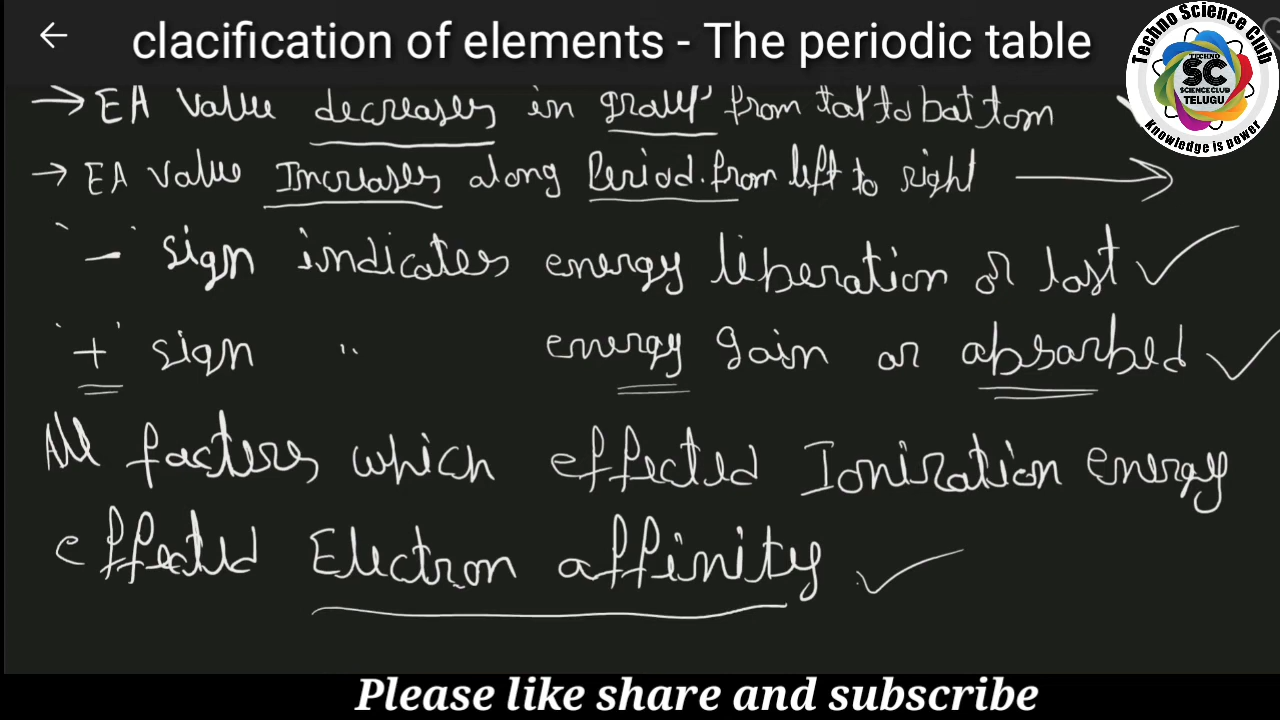 clacification of elements - The periodic table
Techno Science Club
TECHNO
SC
SCIENCE CLUB
TELUGU
Knowledge is power
→ EA value decreases in group from top to bottom
→ EA value Increases along Period. from left to right →
'-' sign indicates energy liberation or lost ✓
'+' sign " energy gain or absorbed ✓
All factors which effected Ionization energy
effected Electron affinity ✓
Please like share and subscribe